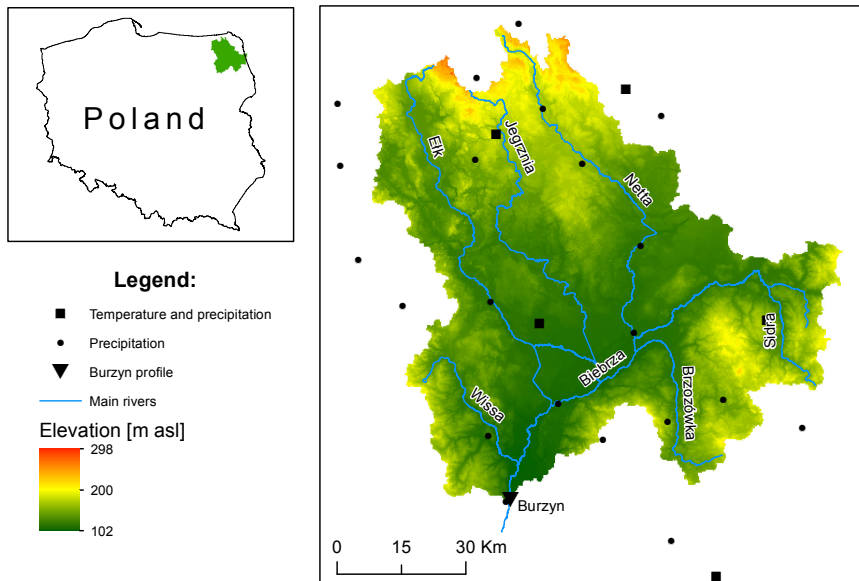 Poland
Legend:
Temperature and precipitation
Precipitation
Burzyn profile
Main rivers
Elevation [m asl]
298
200
102
Ełk
Jegrznia
Netta
Sidra
Biebrza
Brzozówka
Wissa
Burzyn
0 15 30 Km